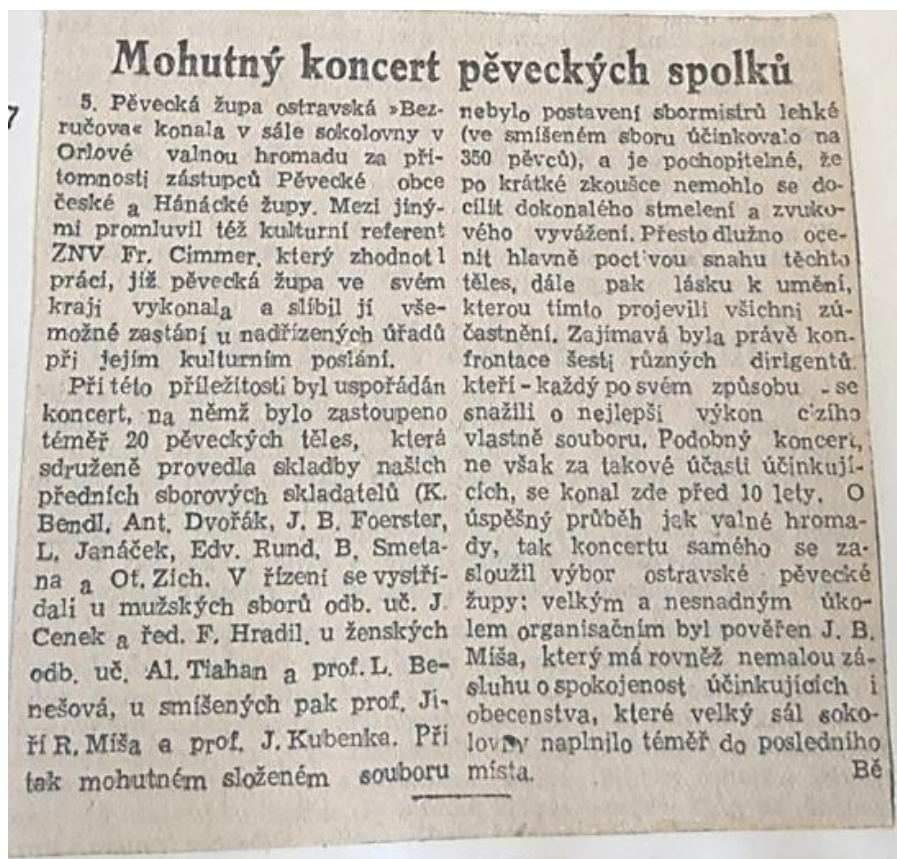 7
Mohutný koncert pěveckých spolků
5. Pěvecká župa ostravská »Bez-
ručova« konala v sále sokolovny v
Orlové valnou hromadu za pří-
tomnosti zástupců Pěvecké obce
české a Hánácké župy. Mezi jiný-
mi promluvil též kulturní referent
ZNV Fr. Cimmer, který zhodnotl
práci, již pěvecká župa ve svém
kraji vykonala a slíbil jí vše-
možné zastání u nadřízených úřadů
při jejím kulturním poslání.
Při této příležitosti byl uspořádán
koncert, na němž bylo zastoupeno
téměř 20 pěveckých těles, která
sdruženě provedla skladby našich
předních sborových skladatelů (K.
Bendl, Ant. Dvořák, J. B. Foerster,
L. Janáček, Edv. Rund, B. Smeta-
na a Ot. Zich. V řízení se vystří-
dali u mužských sborů odb. uč. J.
Cenek a řed. F. Hradil, u ženských
odb. uč. Al. Tlahan a prof. L. Be-
nešová, u smíšených pak prof. Ji-
ří R. Míša a prof. J. Kubenka. Při
tak mohutném složeném souboru
nebylo postavení sbormistrů lehké
(ve smíšeném sboru účinkovalo na
350 pěvců), a je pochopitelné, že
po krátké zkoušce nemohlo se do-
cílit dokonalého stmelení a zvuko-
vého vyvážení. Přesto dlužno oce-
nit hlavně poctvou snahu těchto
těles, dále pak lásku k umění,
kterou tímto projevili všichni zú-
častnění. Zajímavá byla právě kon-
frontace šesti různých dirigentů
kteří - každý po svém způsobu - se
snažili o nejlepší výkon c'zího
vlastně souboru. Podobný koncert,
ne však za takové účasti účinkují-
cích, se konal zde před 10 lety. O
úspěšný průběh jak valné hroma-
dy, tak koncertu samého se za-
sloužil výbor ostravské pěvecké
župy: velkým a nesnadným úko-
lem organisačním byl pověřen J. B.
Míša, který má rovněž nemalou zá-
sluhu o spokojenost účinkujících i
obecenstva, které velký sál soko-
lovny naplnilo téměř do posledního
místa. Bě